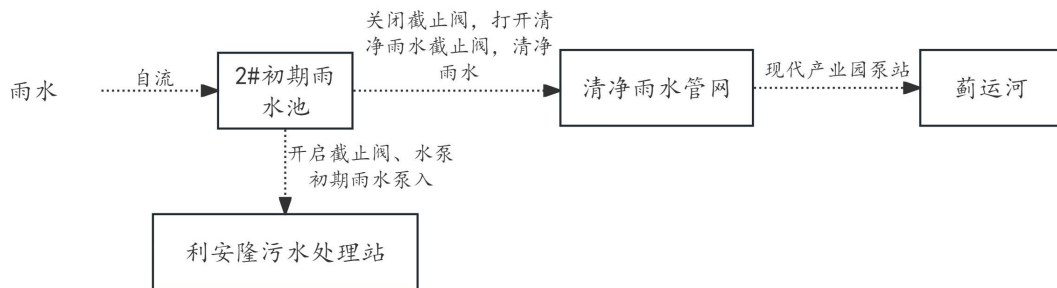 关闭截止阀，打开清
净雨水截止阀，清净
雨水
雨水
自流
2#初期雨
水池
清净雨水管网
现代产业园泵站
蓟运河
开启截止阀、水泵
初期雨水泵入
利安隆污水处理站